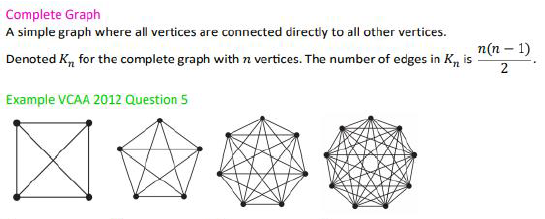 Complete Graph
A simple graph where all vertices are connected directly to all other vertices.
Denoted Kₙ for the complete graph with n vertices. The number of edges in Kₙ is n(n − 1)/2.
Example VCAA 2012 Question 5